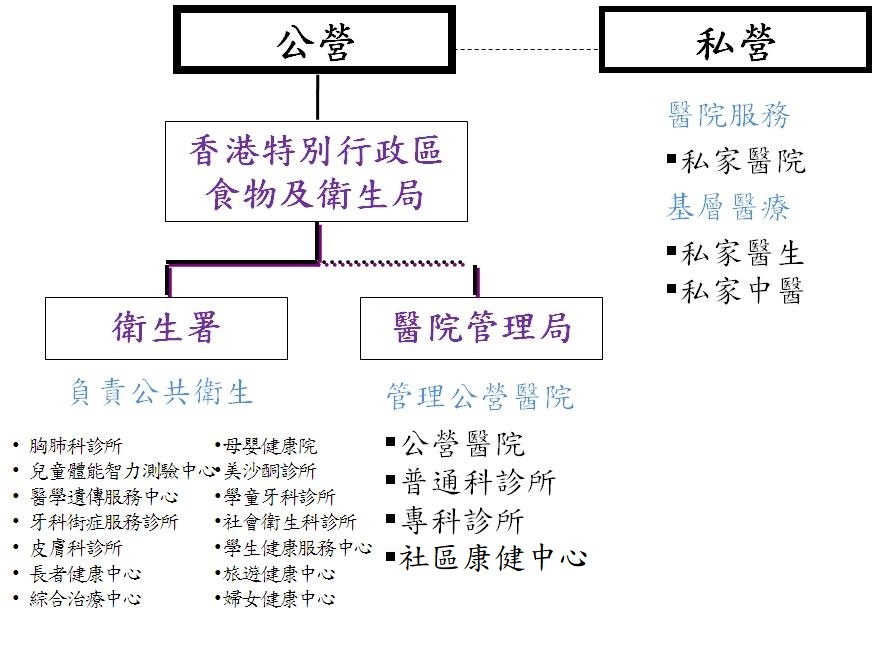 公營
私營
香港特別行政區
食物及衛生局
衛生署
醫院管理局
負責公共衛生
• 胸肺科診所
• 兒童體能智力測驗中心
• 醫學遺傳服務中心
• 牙科街症服務診所
• 皮膚科診所
• 長者健康中心
• 綜合治療中心
•母嬰健康院
•美沙酮診所
•學童牙科診所
•社會衛生科診所
•學生健康服務中心
•旅遊健康中心
•婦女健康中心
管理公營醫院
▪公營醫院
▪普通科診所
▪專科診所
▪社區康健中心
醫院服務
▪私家醫院
基層醫療
▪私家醫生
▪私家中醫